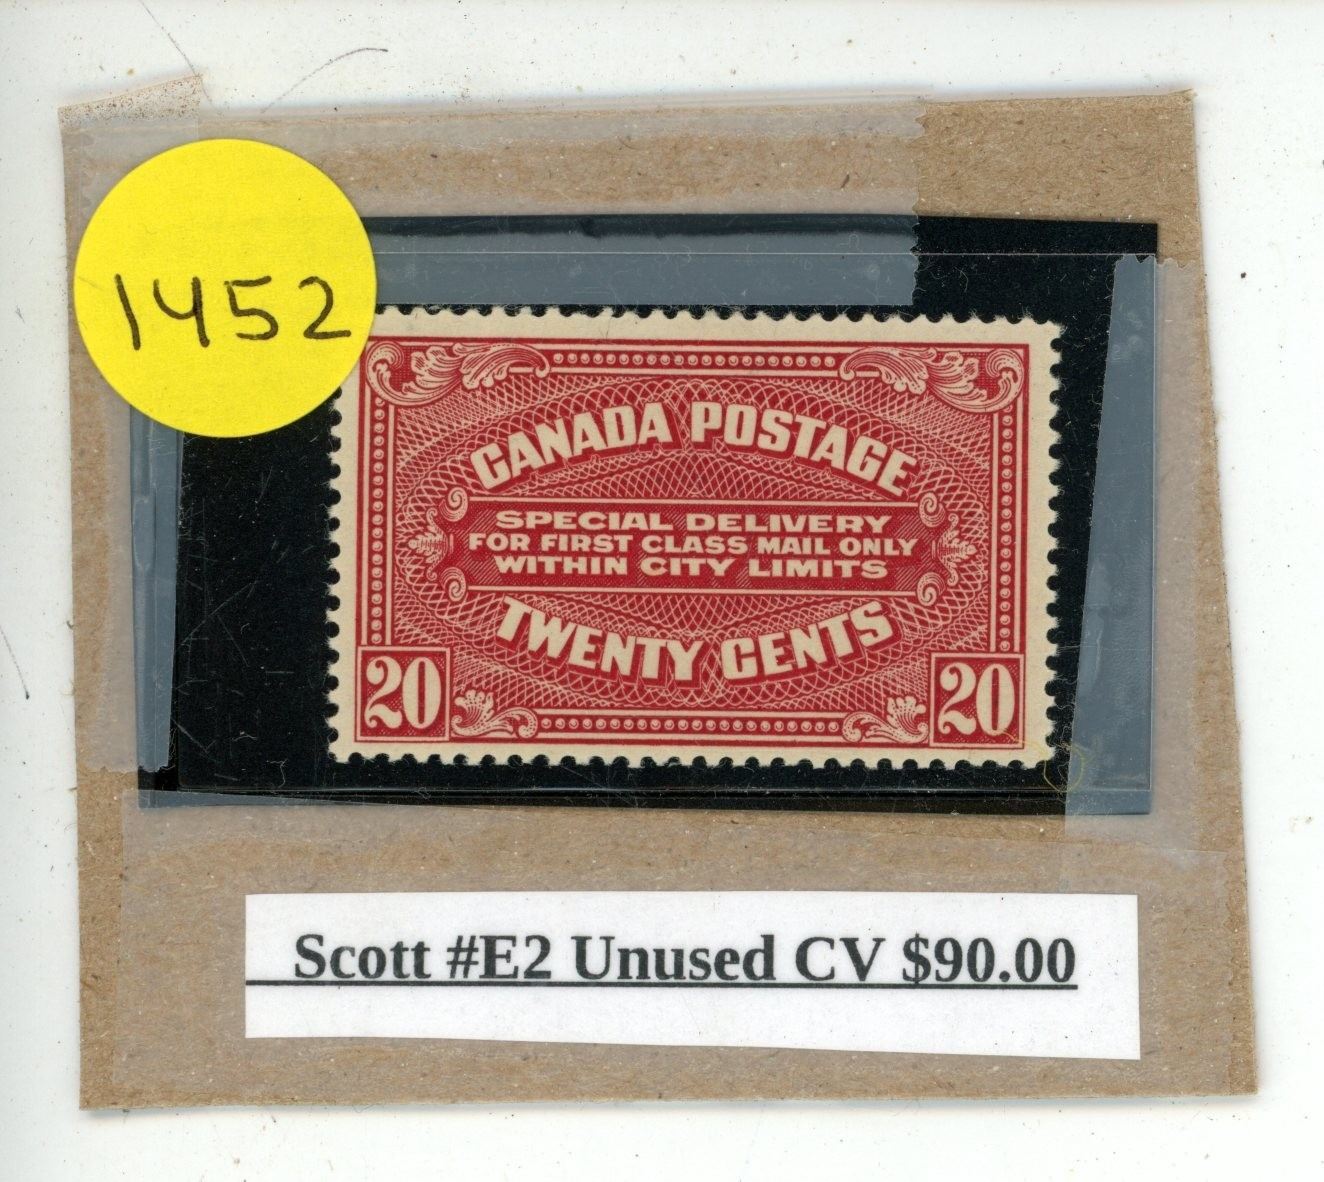 1452
CANADA POSTAGE
SPECIAL DELIVERY
FOR FIRST CLASS MAIL ONLY
WITHIN CITY LIMITS
TWENTY CENTS
20 20
Scott #E2 Unused CV $90.00